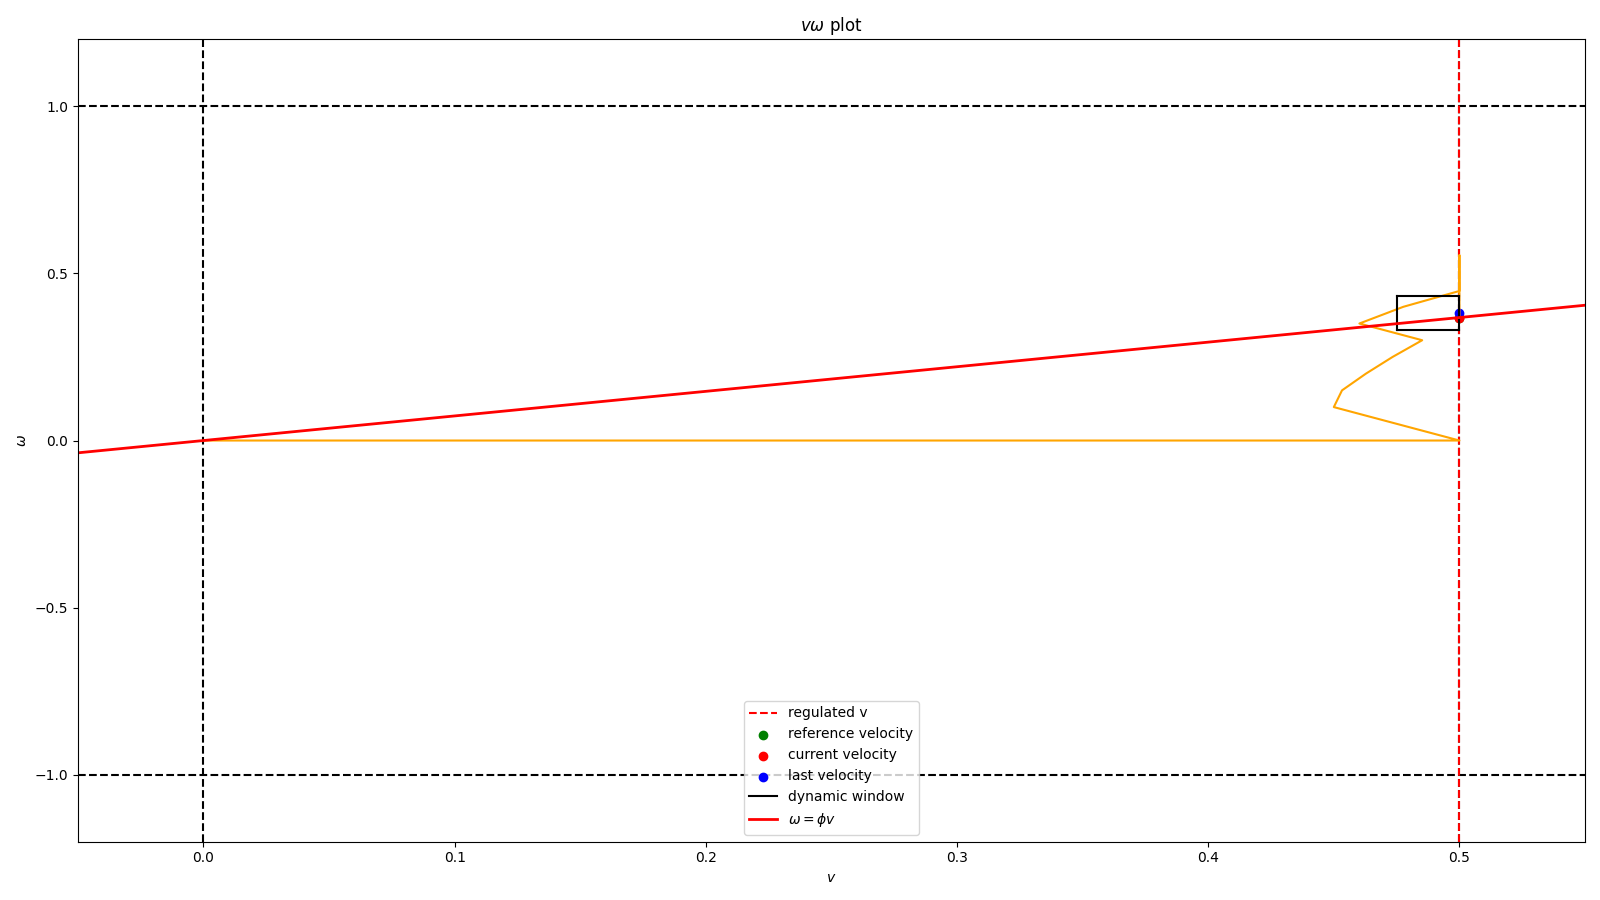 vω plot
1.0
0.5
0.0
−0.5
−1.0
ω
0.0 0.1 0.2 0.3 0.4 0.5
v
regulated v
reference velocity
current velocity
last velocity
dynamic window
ω = ϕv